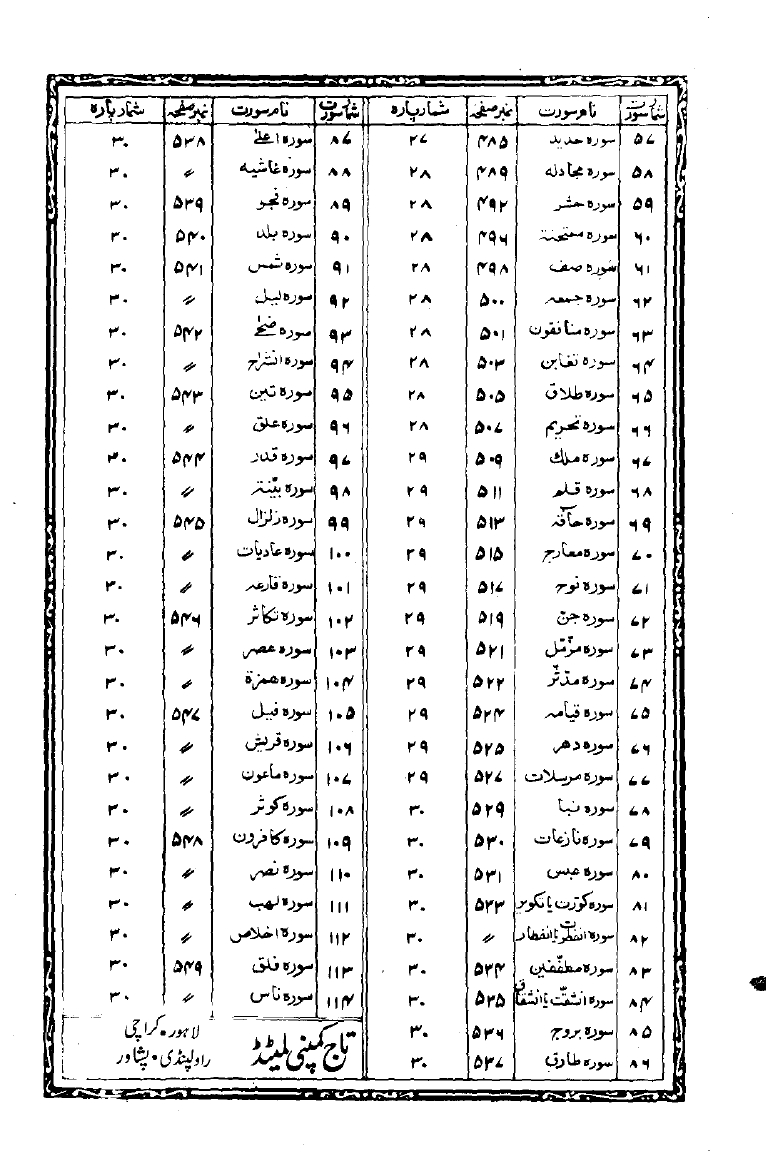 شمار سورت نام سورت نمبر صفحہ شمار پارہ
۵۷ سورہ حدید ۴۸۵ ۲۷
۵۸ سورہ مجادلہ ۴۸۹ ۲۸
۵۹ سورہ حشر ۴۹۲ ۲۸
۶۰ سورہ ممتحنۃ ۴۹۶ ۲۸
۶۱ سورہ صف ۴۹۸ ۲۸
۶۲ سورہ جمعہ ۵۰۰ ۲۸
۶۳ سورہ منافقون ۵۰۱ ۲۸
۶۴ سورہ تغابن ۵۰۳ ۲۸
۶۵ سورہ طلاق ۵۰۵ ۲۸
۶۶ سورہ تحریم ۵۰۷ ۲۸
۶۷ سورہ ملک ۵۰۹ ۲۹
۶۸ سورہ قلم ۵۱۱ ۲۹
۶۹ سورہ حآقہ ۵۱۳ ۲۹
۷۰ سورہ معارج ۵۱۵ ۲۹
۷۱ سورہ نوح ۵۱۷ ۲۹
۷۲ سورہ جن ۵۱۹ ۲۹
۷۳ سورہ مزّمّل ۵۲۱ ۲۹
۷۴ سورہ مدّثّر ۵۲۲ ۲۹
۷۵ سورہ قیامہ ۵۲۴ ۲۹
۷۶ سورہ دھر ۵۲۵ ۲۹
۷۷ سورہ مرسلات ۵۲۷ ۲۹
۷۸ سورہ نبا ۵۲۹ ۳۰
۷۹ سورہ نازعات ۵۳۰ ۳۰
۸۰ سورہ عبس ۵۳۱ ۳۰
۸۱ سورہ کوّرت یا تکویر ۵۳۳ ۳۰
۸۲ سورہ انفطرت یا انفطار 〃 ۳۰
۸۳ سورہ مطففین ۵۳۴ ۳۰
۸۴ سورہ انشقّت یا انشقاق ۵۳۵ ۳۰
۸۵ سورہ بروج ۵۳۶ ۳۰
۸۶ سورہ طارق ۵۳۷ ۳۰
شمار سورت نام سورت نمبر صفحہ شمار پارہ
۸۷ سورہ اعلےٰ ۵۳۸ ۳۰
۸۸ سورہ غاشیہ 〃 ۳۰
۸۹ سورہ فجر ۵۳۹ ۳۰
۹۰ سورہ بلد ۵۴۰ ۳۰
۹۱ سورہ شمس ۵۴۱ ۳۰
۹۲ سورہ لیل 〃 ۳۰
۹۳ سورہ ضحےٰ ۵۴۲ ۳۰
۹۴ سورہ انشراح 〃 ۳۰
۹۵ سورہ تین ۵۴۳ ۳۰
۹۶ سورہ علق 〃 ۳۰
۹۷ سورہ قدر ۵۴۴ ۳۰
۹۸ سورہ بیّنۃ 〃 ۳۰
۹۹ سورہ زلزال ۵۴۵ ۳۰
۱۰۰ سورہ عادیات 〃 ۳۰
۱۰۱ سورہ قارعہ 〃 ۳۰
۱۰۲ سورہ تکاثر ۵۴۶ ۳۰
۱۰۳ سورہ عصر 〃 ۳۰
۱۰۴ سورہ ھمزۃ 〃 ۳۰
۱۰۵ سورہ فیل ۵۴۷ ۳۰
۱۰۶ سورہ قریش 〃 ۳۰
۱۰۷ سورہ ماعون 〃 ۳۰
۱۰۸ سورہ کوثر 〃 ۳۰
۱۰۹ سورہ کافرون ۵۴۸ ۳۰
۱۱۰ سورہ نصر 〃 ۳۰
۱۱۱ سورہ لھب 〃 ۳۰
۱۱۲ سورہ اخلاص 〃 ۳۰
۱۱۳ سورہ فلق ۵۴۹ ۳۰
۱۱۴ سورہ ناس 〃 ۳۰
تاج کمپنی لمیٹڈ
لاہور۔ کراچی
راولپنڈی۔ پشاور